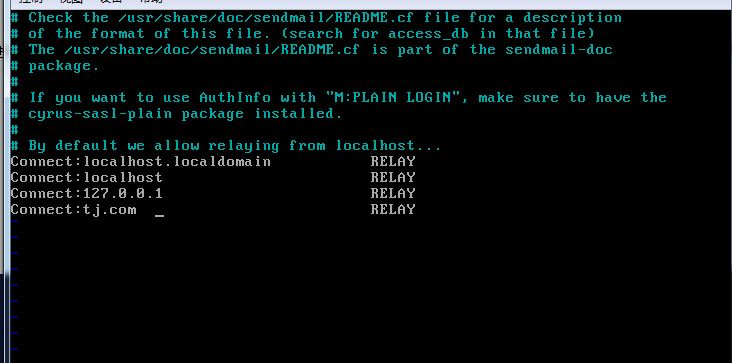 # Check the /usr/share/doc/sendmail/README.cf file for a description
# of the format of this file. (search for access_db in that file)
# The /usr/share/doc/sendmail/README.cf is part of the sendmail-doc
# package.
#
# If you want to use AuthInfo with "M:PLAIN LOGIN", make sure to have the
# cyrus-sasl-plain package installed.
#
# By default we allow relaying from localhost...
Connect:localhost.localdomain RELAY
Connect:localhost RELAY
Connect:127.0.0.1 RELAY
Connect:tj.com _ RELAY
~
~
~
~
~
~
~
~
~